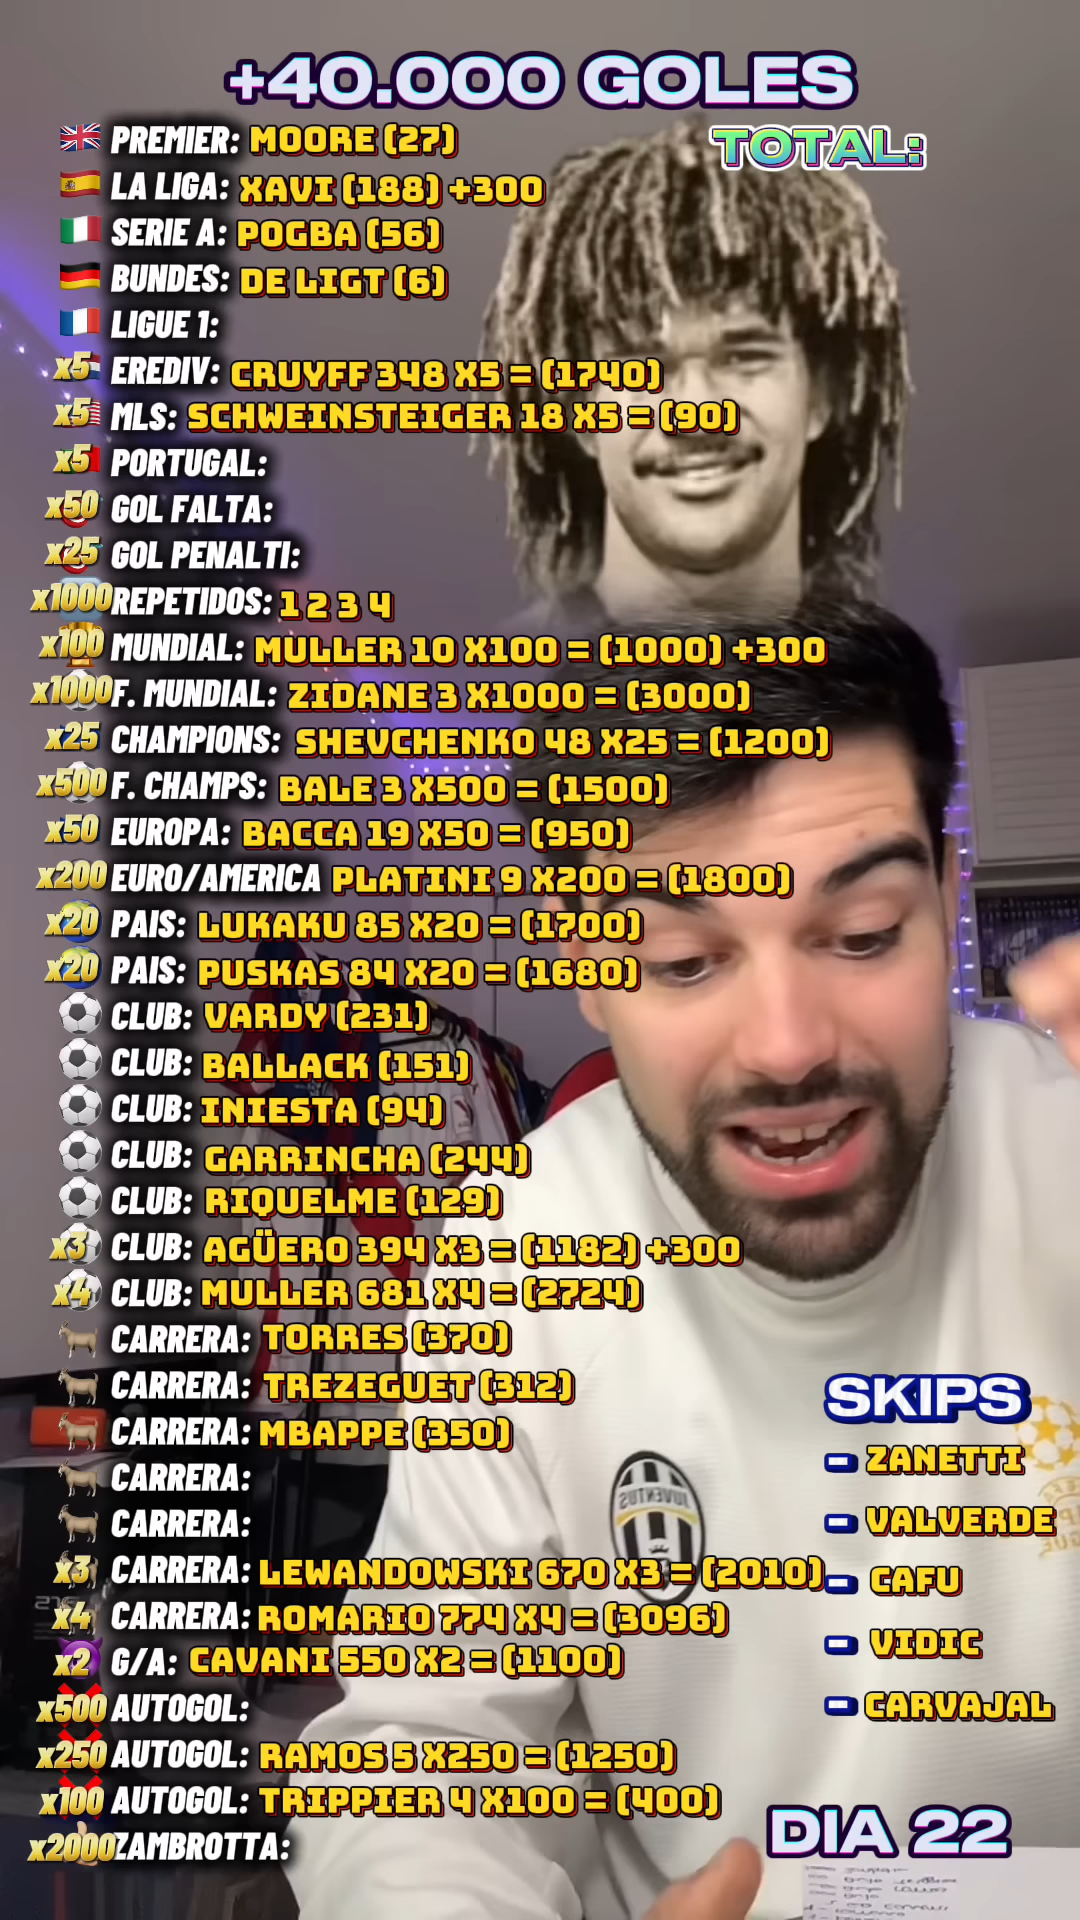 +40.000 GOLES
TOTAL:
PREMIER: MOORE (27)
LA LIGA: XAVI (188) +300
SERIE A: POGBA (56)
BUNDES: DE LIGT (6)
LIGUE 1:
x5 EREDIV: CRUYFF 348 X5 = (1740)
x5 MLS: SCHWEINSTEIGER 18 X5 = (90)
x5 PORTUGAL:
x50 GOL FALTA:
x25 GOL PENALTI:
x1000 REPETIDOS: 1 2 3 4
x100 MUNDIAL: MULLER 10 X100 = (1000) +300
x1000 F. MUNDIAL: ZIDANE 3 X1000 = (3000)
x25 CHAMPIONS: SHEVCHENKO 48 X25 = (1200)
x500 F. CHAMPS: BALE 3 X500 = (1500)
x50 EUROPA: BACCA 19 X50 = (950)
x200 EURO/AMERICA PLATINI 9 X200 = (1800)
x20 PAIS: LUKAKU 85 X20 = (1700)
x20 PAIS: PUSKAS 84 X20 = (1680)
CLUB: VARDY (231)
CLUB: BALLACK (151)
CLUB: INIESTA (94)
CLUB: GARRINCHA (244)
CLUB: RIQUELME (129)
x3 CLUB: AGÜERO 394 X3 = (1182) +300
x4 CLUB: MULLER 681 X4 = (2724)
CARRERA: TORRES (370)
CARRERA: TREZEGUET (312)
CARRERA: MBAPPE (350)
CARRERA:
CARRERA:
x3 CARRERA: LEWANDOWSKI 670 X3 = (2010)
x4 CARRERA: ROMARIO 774 X4 = (3096)
x2 G/A: CAVANI 550 X2 = (1100)
x500 AUTOGOL:
x250 AUTOGOL: RAMOS 5 X250 = (1250)
x100 AUTOGOL: TRIPPIER 4 X100 = (400)
x2000 ZAMBROTTA:
SKIPS
- ZANETTI
- VALVERDE
- CAFU
- VIDIC
- CARVAJAL
DIA 22
JUVENTUS